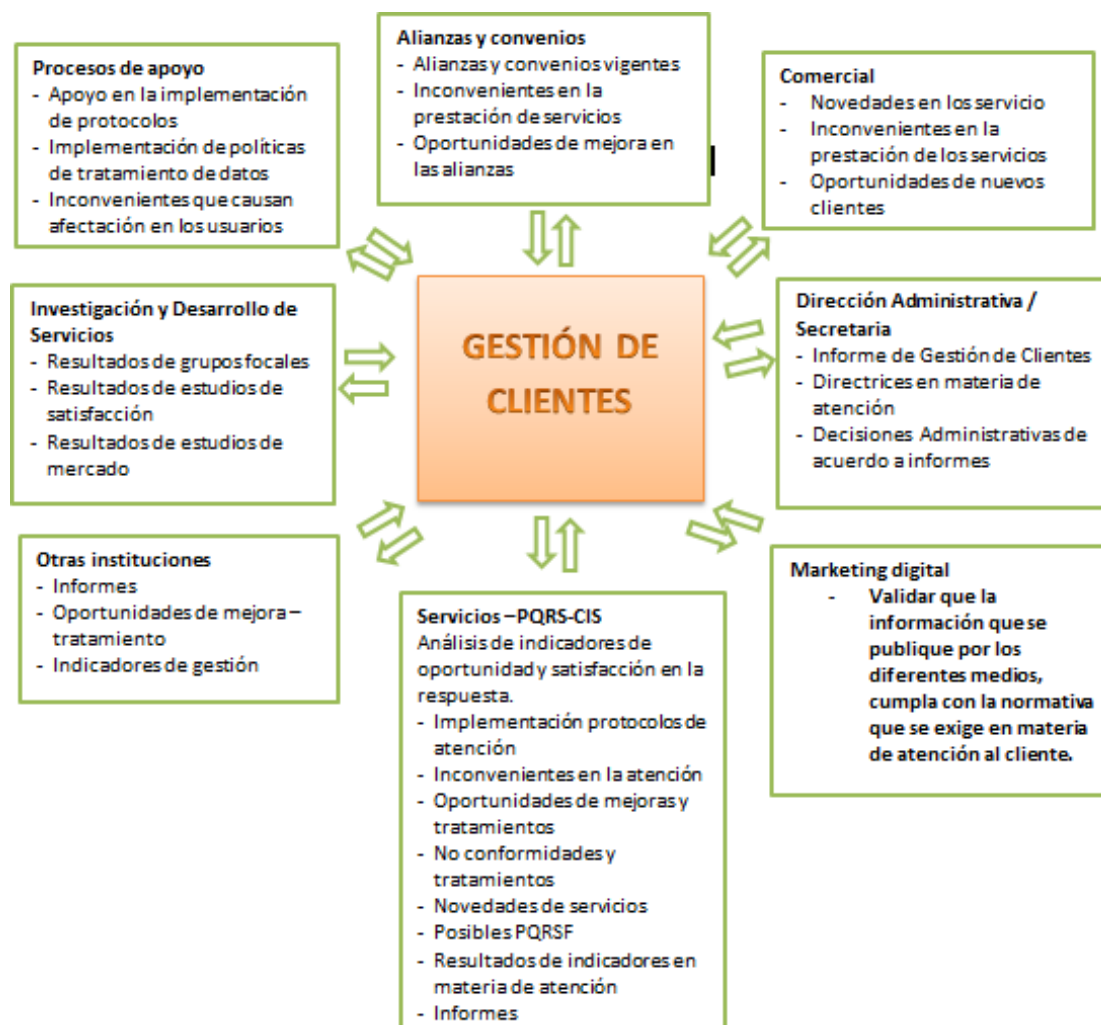 Procesos de apoyo
- Apoyo en la implementación
de protocolos
- Implementación de políticas
de tratamiento de datos
- Inconvenientes que causan
afectación en los usuarios
Alianzas y convenios
- Alianzas y convenios vigentes
- Inconvenientes en la
prestación de servicios
- Oportunidades de mejora en
las alianzas
Comercial
- Novedades en los servicio
- Inconvenientes en la
prestación de los servicios
- Oportunidades de nuevos
clientes
Investigación y Desarrollo de
Servicios
- Resultados de grupos focales
- Resultados de estudios de
satisfacción
- Resultados de estudios de
mercado
GESTIÓN DE
CLIENTES
Dirección Administrativa /
Secretaria
- Informe de Gestión de Clientes
- Directrices en materia de
atención
- Decisiones Administrativas de
acuerdo a informes
Otras instituciones
- Informes
- Oportunidades de mejora –
tratamiento
- Indicadores de gestión
Servicios –PQRS-CIS
Análisis de indicadores de
oportunidad y satisfacción en la
respuesta.
- Implementación protocolos de
atención
- Inconvenientes en la atención
- Oportunidades de mejoras y
tratamientos
- No conformidades y
tratamientos
- Novedades de servicios
- Posibles PQRSF
- Resultados de indicadores en
materia de atención
- Informes
Marketing digital
- Validar que la
información que se
publique por los
diferentes medios,
cumpla con la normativa
que se exige en materia
de atención al cliente.